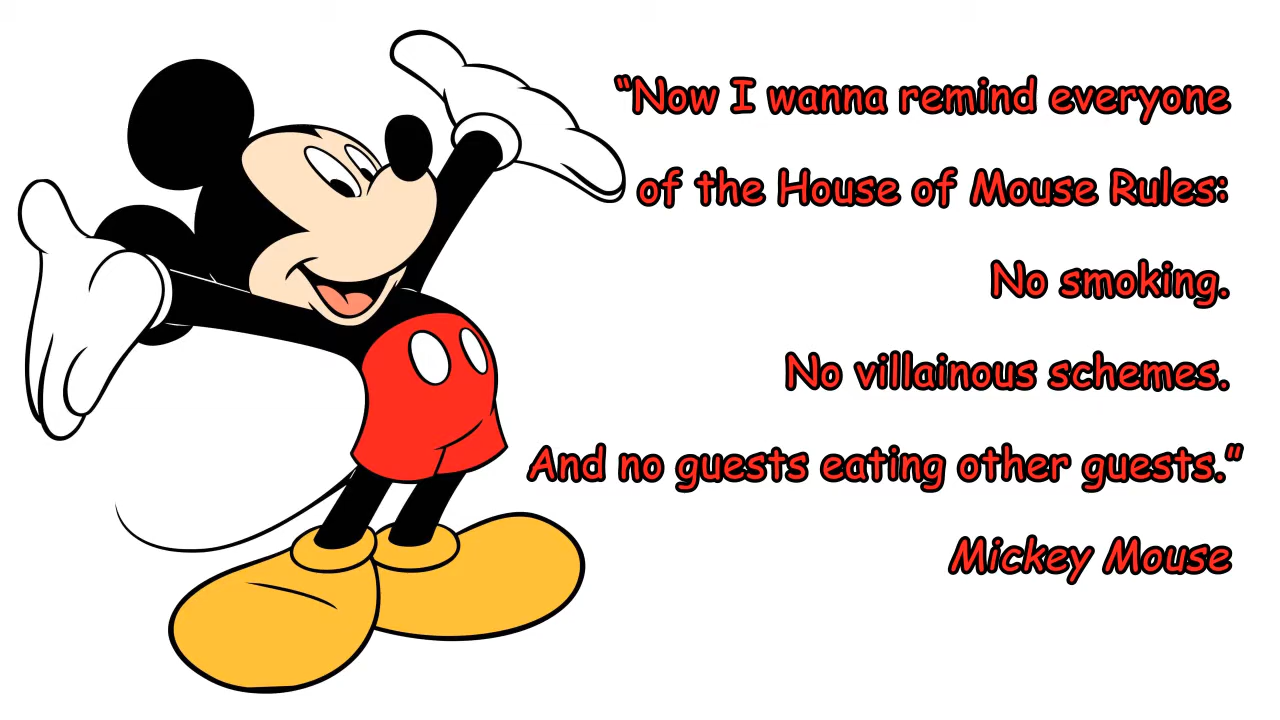 “Now I wanna remind everyone
of the House of Mouse Rules:
No smoking.
No villainous schemes.
And no guests eating other guests.”
Mickey Mouse